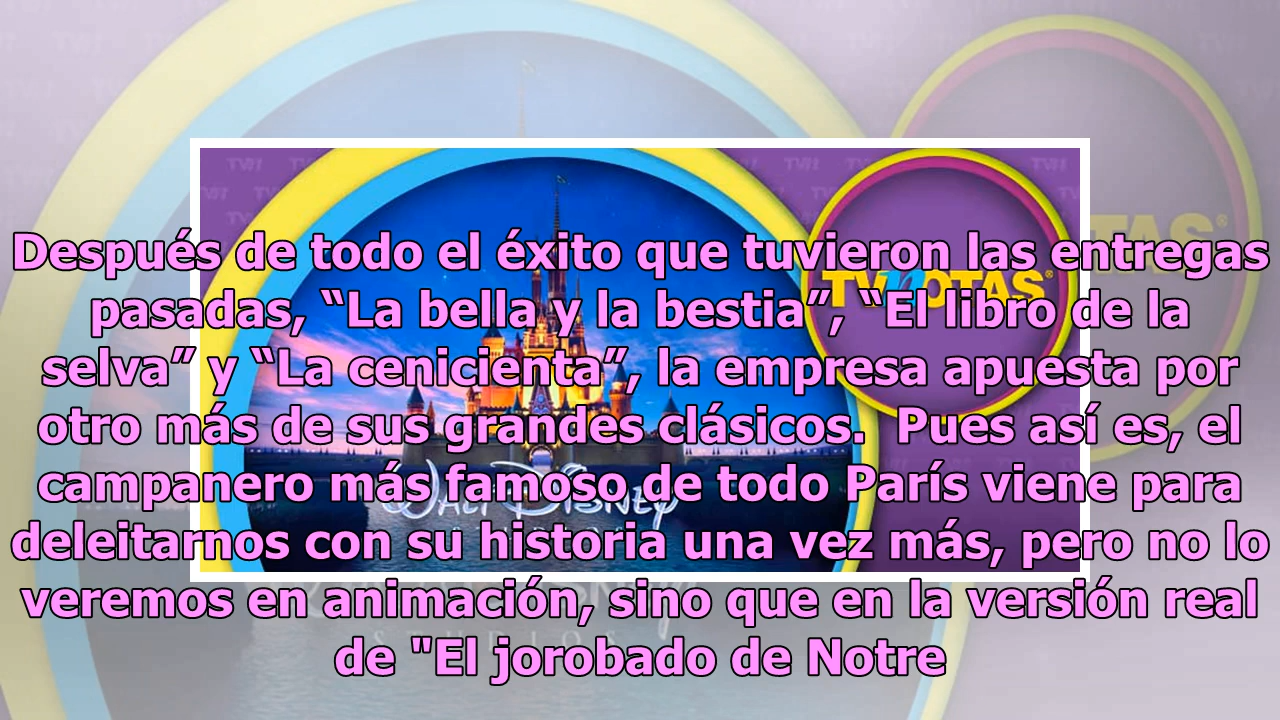 Después de todo el éxito que tuvieron las entregas
pasadas, “La bella y la bestia”, “El libro de la
selva” y “La cenicienta”, la empresa apuesta por
otro más de sus grandes clásicos.  Pues así es, el
campanero más famoso de todo París viene para
deleitarnos con su historia una vez más, pero no lo
veremos en animación, sino que en la versión real
de "El jorobado de Notre
TVNOTAS
WALT DISNEY
STUDIOS